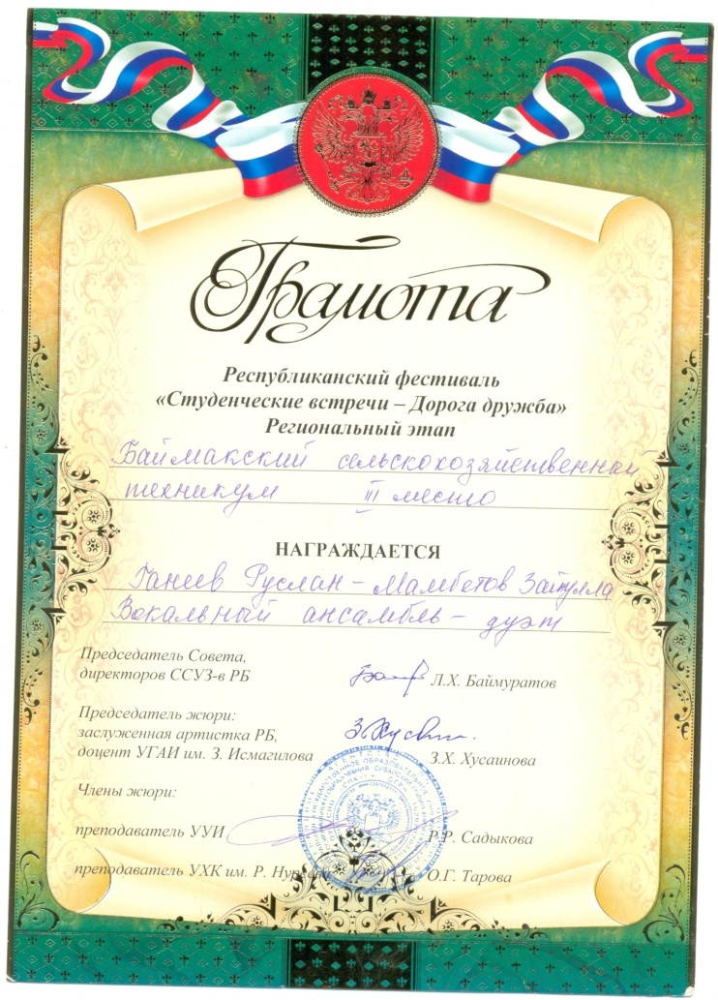 Грамота
Республиканский фестиваль
«Студенческие встречи – Дорога дружба»
Региональный этап
Баймакский сельскохозяйственный
техникум III место
НАГРАЖДАЕТСЯ
Ганеев Руслан – Мамбетов Зайнулла
Вокальный ансамбль – дуэт
Председатель Совета,
директоров ССУЗ-в РБ Л.Х. Баймуратов
Председатель жюри:
заслуженная артистка РБ,
доцент УГАИ им. З. Исмагилова З.Х. Хусаинова
Члены жюри:
преподаватель УУИ Р.Р. Садыкова
преподаватель УХК им. Р. Нуреева О.Г. Тарова